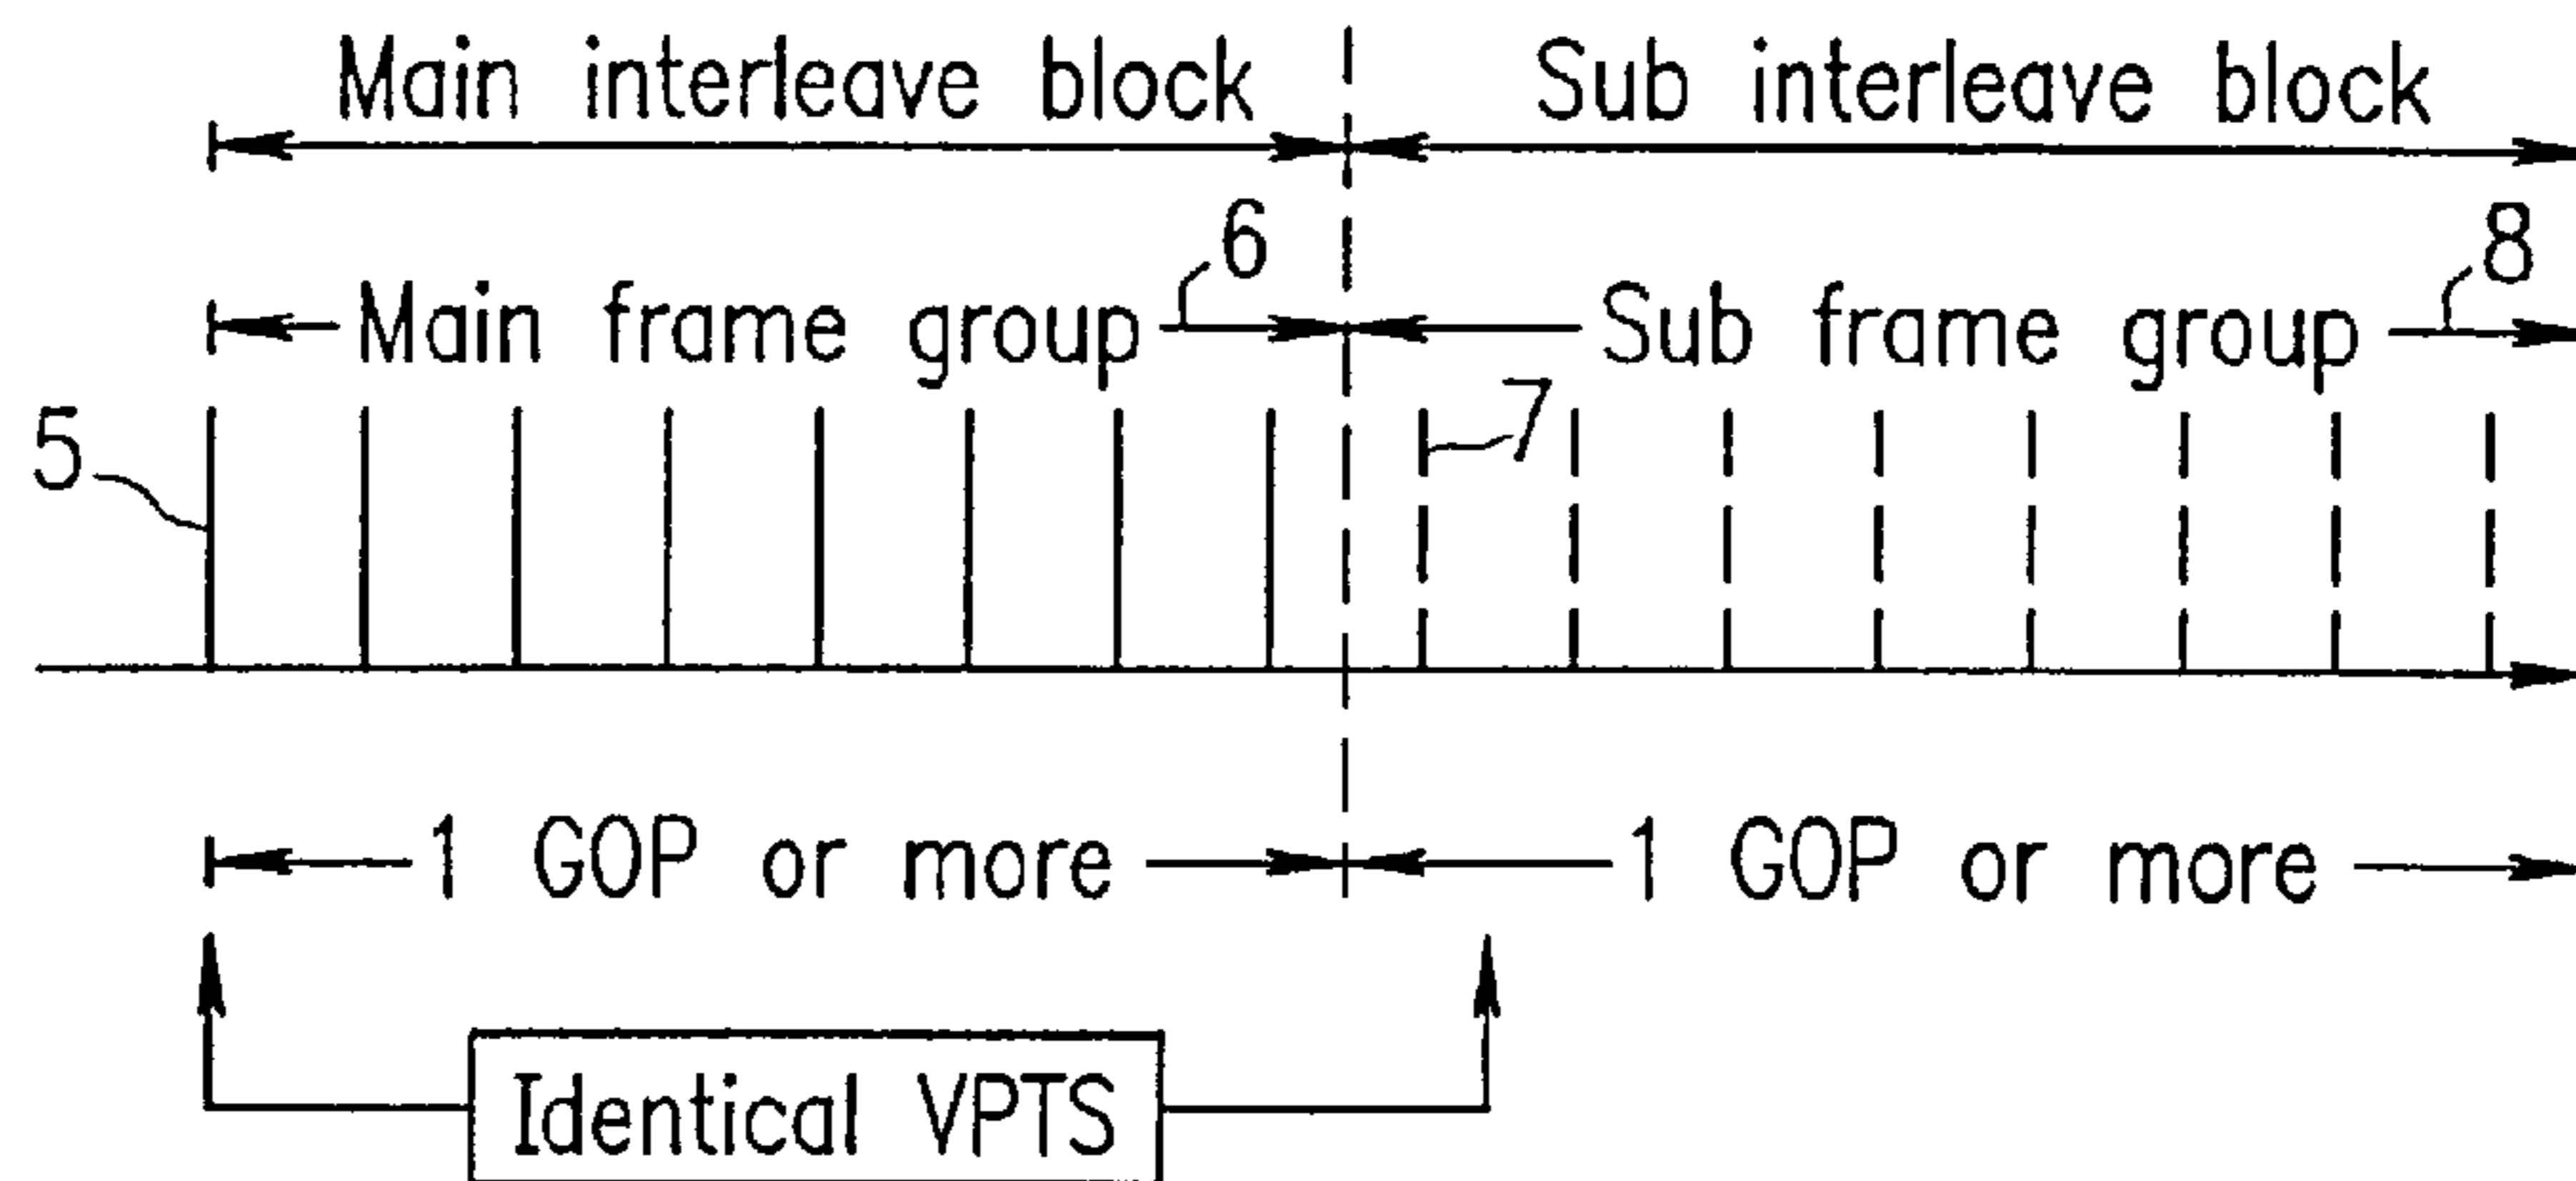 Main interleave block
Sub interleave block
6
8
Main frame group
Sub frame group
5
7
1 GOP or more
1 GOP or more
Identical VPTS